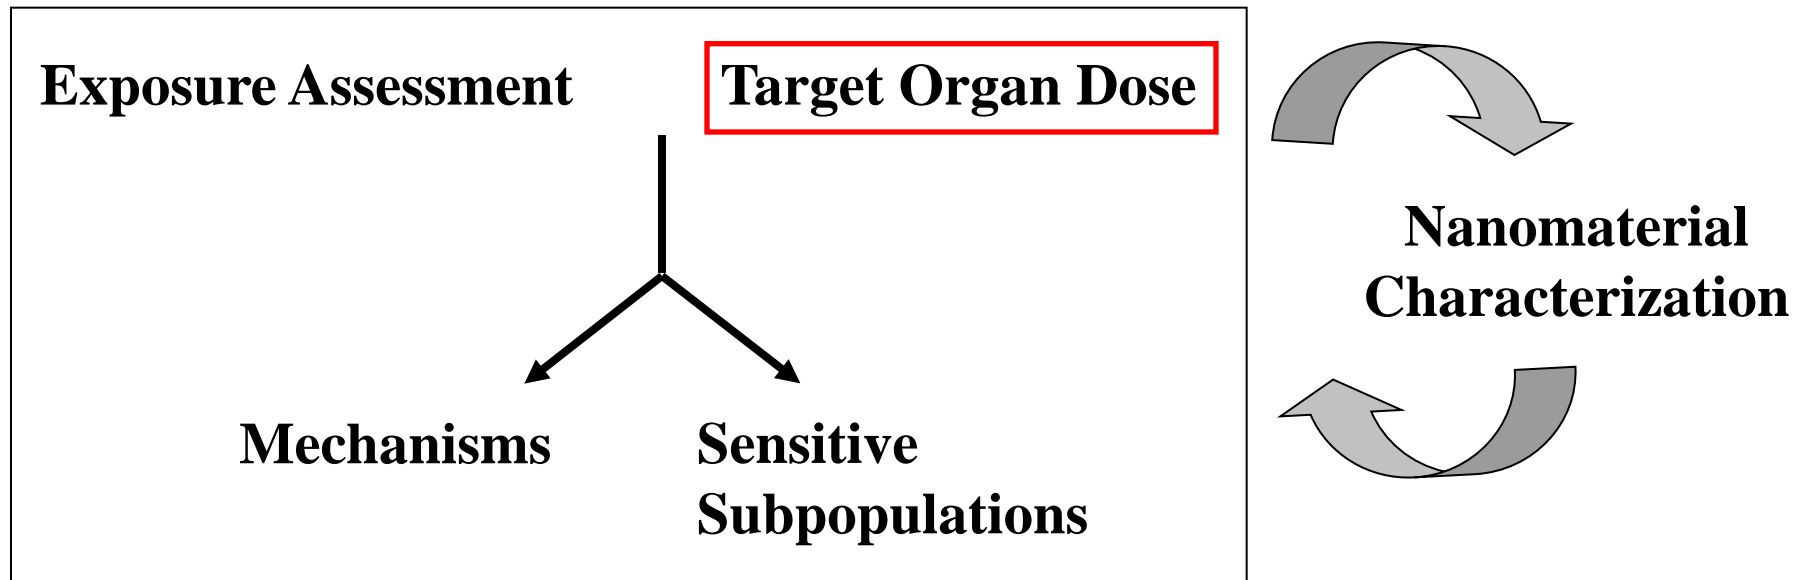 Exposure Assessment
Target Organ Dose
Nanomaterial
Characterization
Mechanisms
Sensitive
Subpopulations